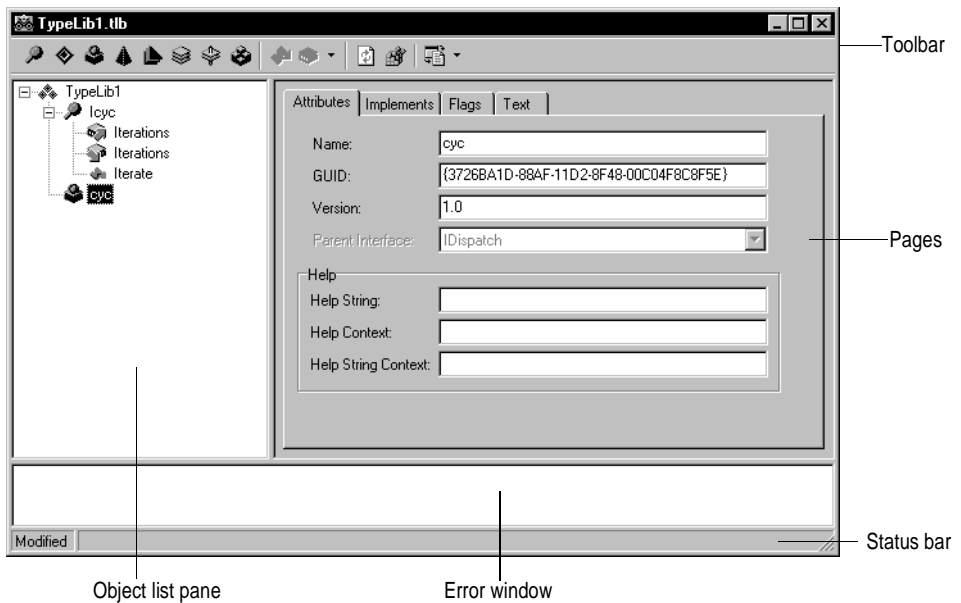 TypeLib1.tlb
Toolbar
TypeLib1
Icyc
Iterations
Iterations
Iterate
cyc
Attributes Implements Flags Text
Name: cyc
GUID: {3726BA1D-88AF-11D2-8F48-00C04F8C8F5E}
Version: 1.0
Parent Interface: IDispatch
Pages
Help
Help String:
Help Context:
Help String Context:
Modified
Status bar
Object list pane
Error window